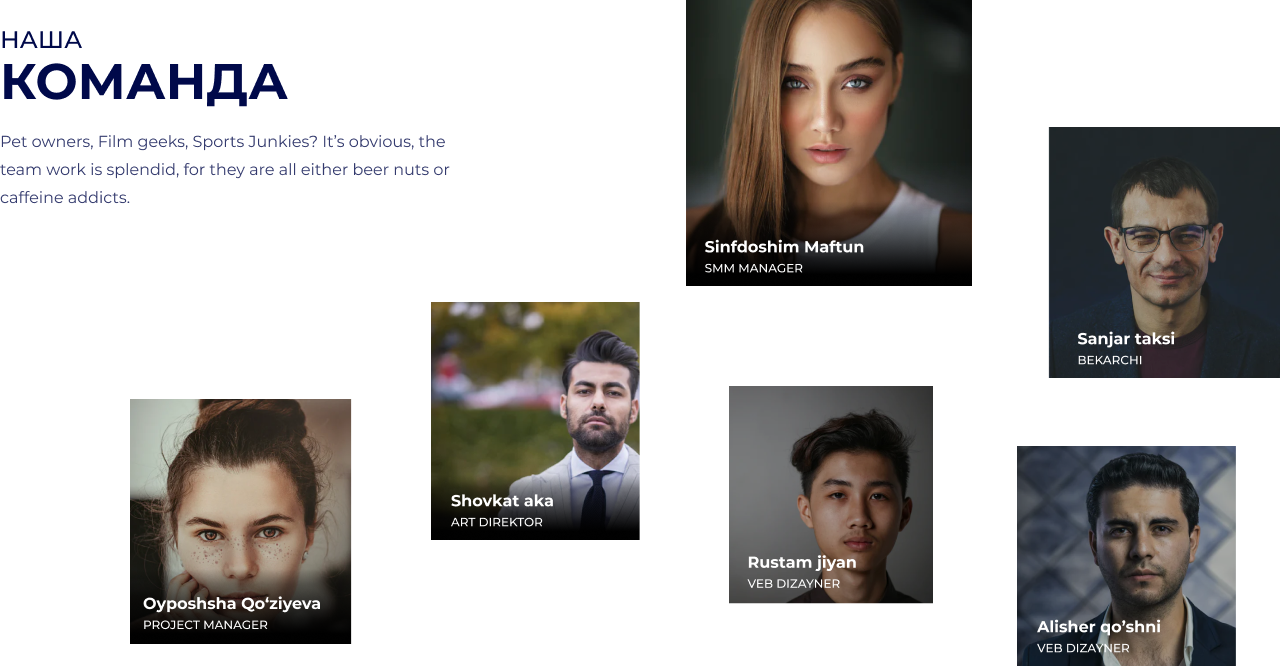 НАША
КОМАНДА
Pet owners, Film geeks, Sports Junkies? It’s obvious, the
team work is splendid, for they are all either beer nuts or
caffeine addicts.
Sinfdoshim Maftun
SMM MANAGER
Sanjar taksi
BEKARCHI
Shovkat aka
ART DIREKTOR
Rustam jiyan
VEB DIZAYNER
Oyposhsha Qo‘ziyeva
PROJECT MANAGER
Alisher qo’shni
VEB DIZAYNER